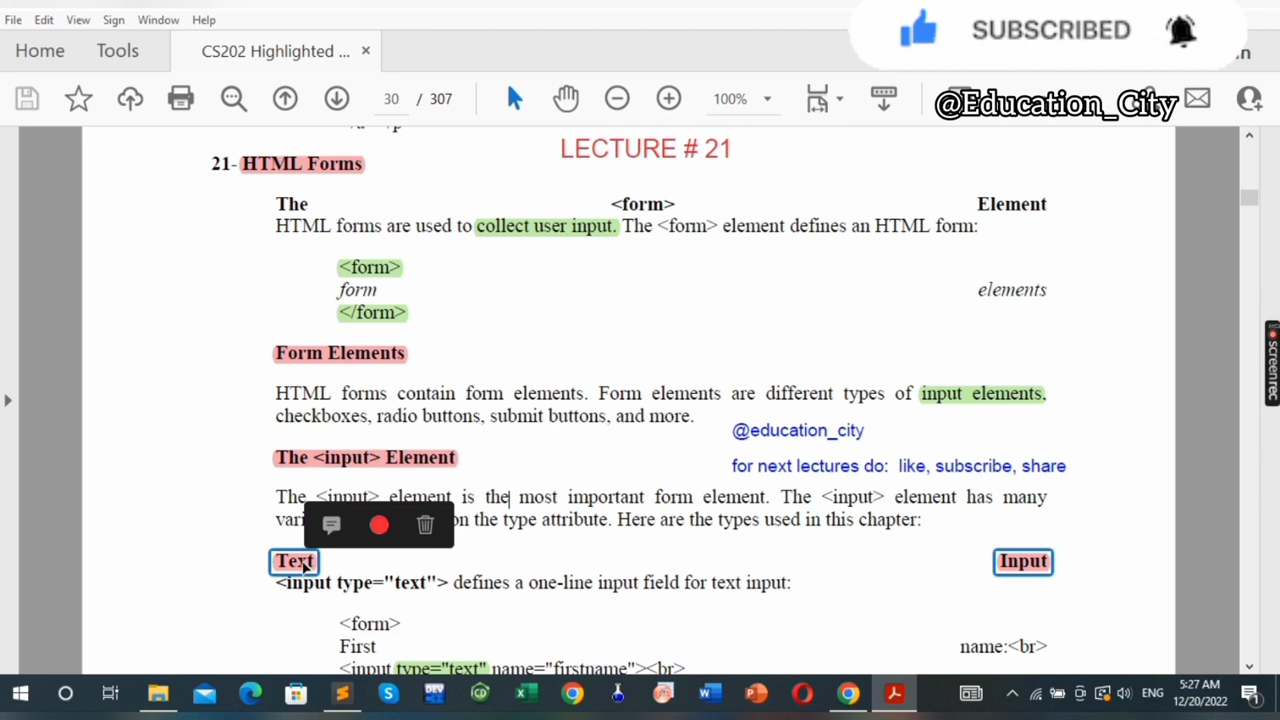 File Edit View Sign Window Help
SUBSCRIBED
Home Tools CS202 Highlighted ... ×
30 / 307 100%
@Education_City
LECTURE # 21
21- HTML Forms
The <form> Element
HTML forms are used to collect user input. The <form> element defines an HTML form:
<form>
form elements
</form>
Form Elements
HTML forms contain form elements. Form elements are different types of input elements,
checkboxes, radio buttons, submit buttons, and more.
@education_city
The <input> Element
for next lectures do: like, subscribe, share
The <input> element is the most important form element. The <input> element has many
on the type attribute. Here are the types used in this chapter:
Text Input
<input type="text"> defines a one-line input field for text input:
<form>
First name:<br>
<input type="text" name="firstname"><br>
screenrec
ENG
5:27 AM
12/20/2022